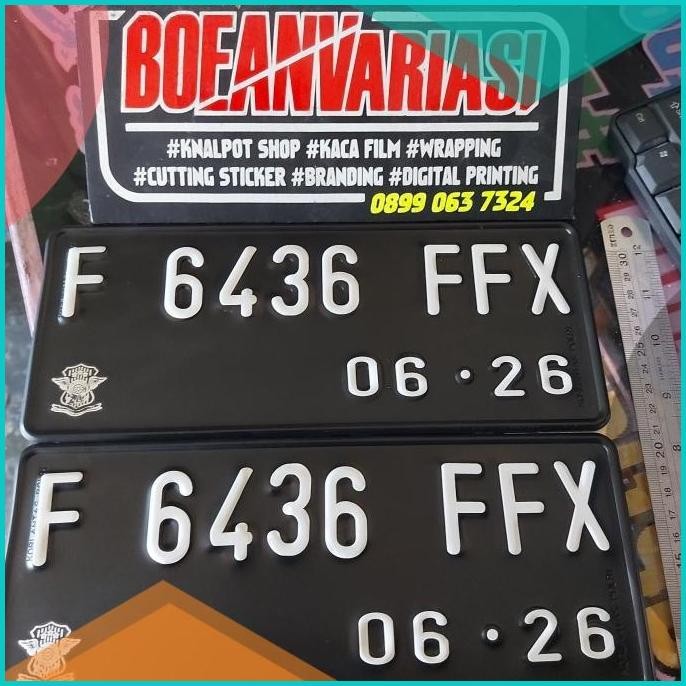 BOEANVARIASI
#KNALPOT SHOP #KACA FILM #WRAPPING
#CUTTING STICKER #BRANDING #DIGITAL PRINTING
0899 063 7324
F 6436 FFX
06 · 26
F 6436 FFX
06 · 26